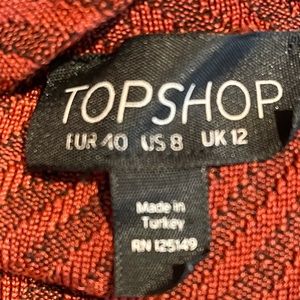 TOPSHOP
EUR 40 US 8 UK 12
Made in
Turkey
RN 125149